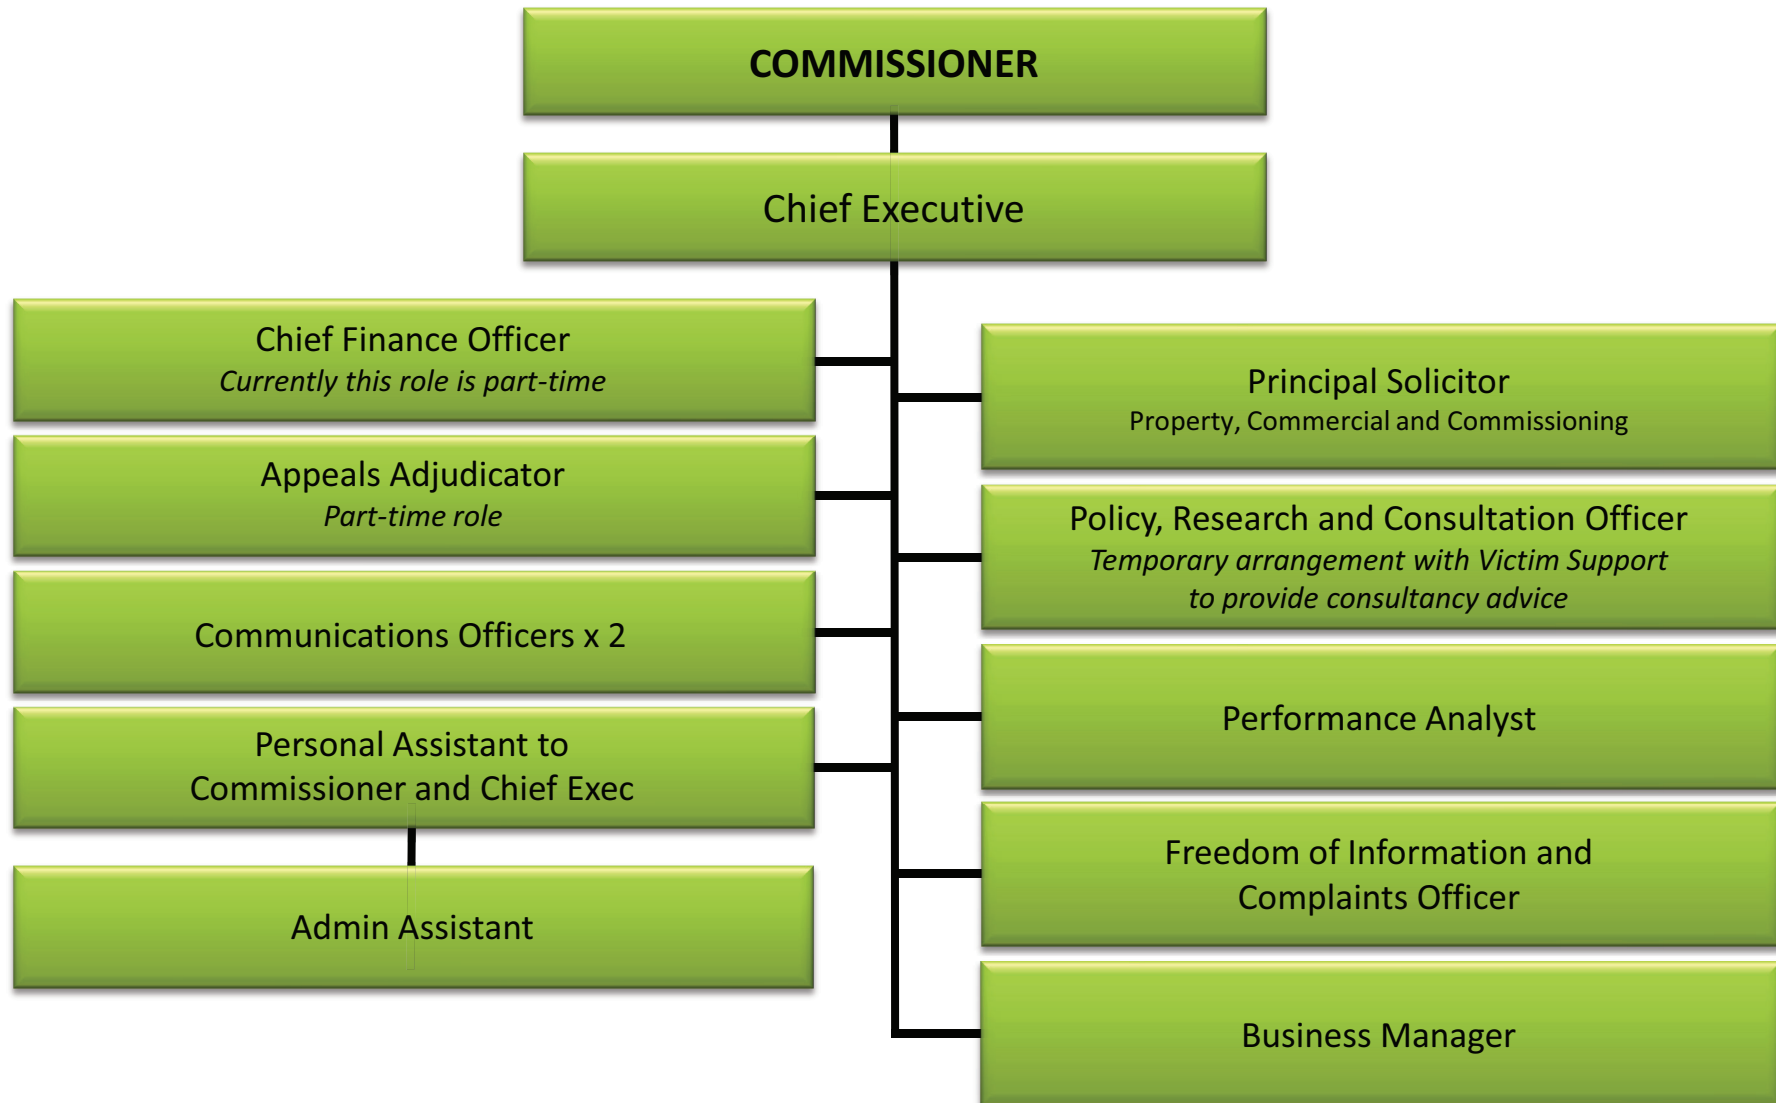 COMMISSIONER
Chief Executive
Chief Finance Officer
Currently this role is part-time
Appeals Adjudicator
Part-time role
Communications Officers x 2
Personal Assistant to
Commissioner and Chief Exec
Admin Assistant
Principal Solicitor
Property, Commercial and Commissioning
Policy, Research and Consultation Officer
Temporary arrangement with Victim Support
to provide consultancy advice
Performance Analyst
Freedom of Information and
Complaints Officer
Business Manager